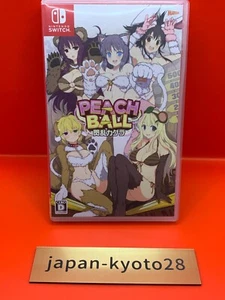 NINTENDO
SWITCH
PEACH
BALL
閃乱カグラ
D
japan-kyoto28